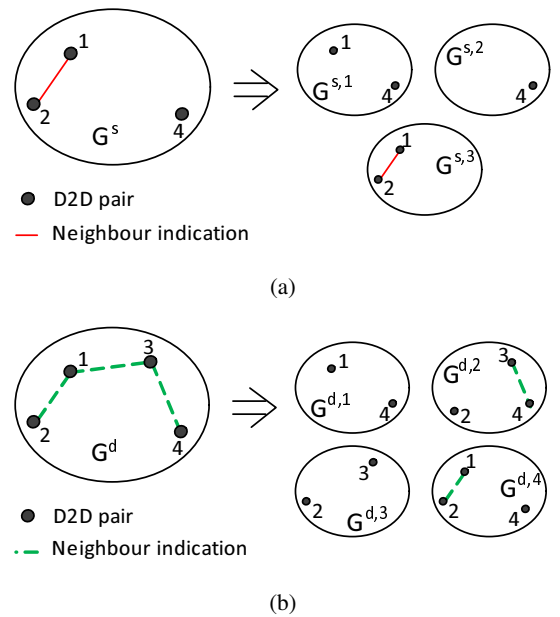 1
2
4
G^s
1
G^{s,1}
4
G^{s,2}
4
1
2
G^{s,3}
D2D pair
Neighbour indication
(a)
1
3
2
4
G^d
1
G^{d,1}
4
3
G^{d,2}
2
4
3
2
G^{d,3}
1
G^{d,4}
2
4
D2D pair
Neighbour indication
(b)